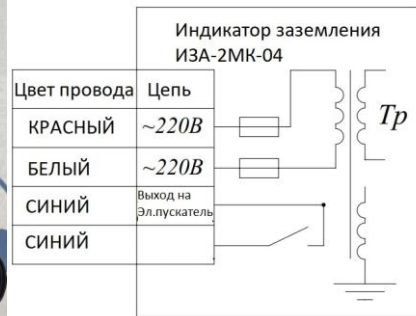 Индикатор заземления
ИЗА-2МК-04
Цвет провода Цепь
КРАСНЫЙ ~220В
Тр
БЕЛЫЙ ~220В
СИНИЙ Выход на
Эл.пускатель
СИНИЙ